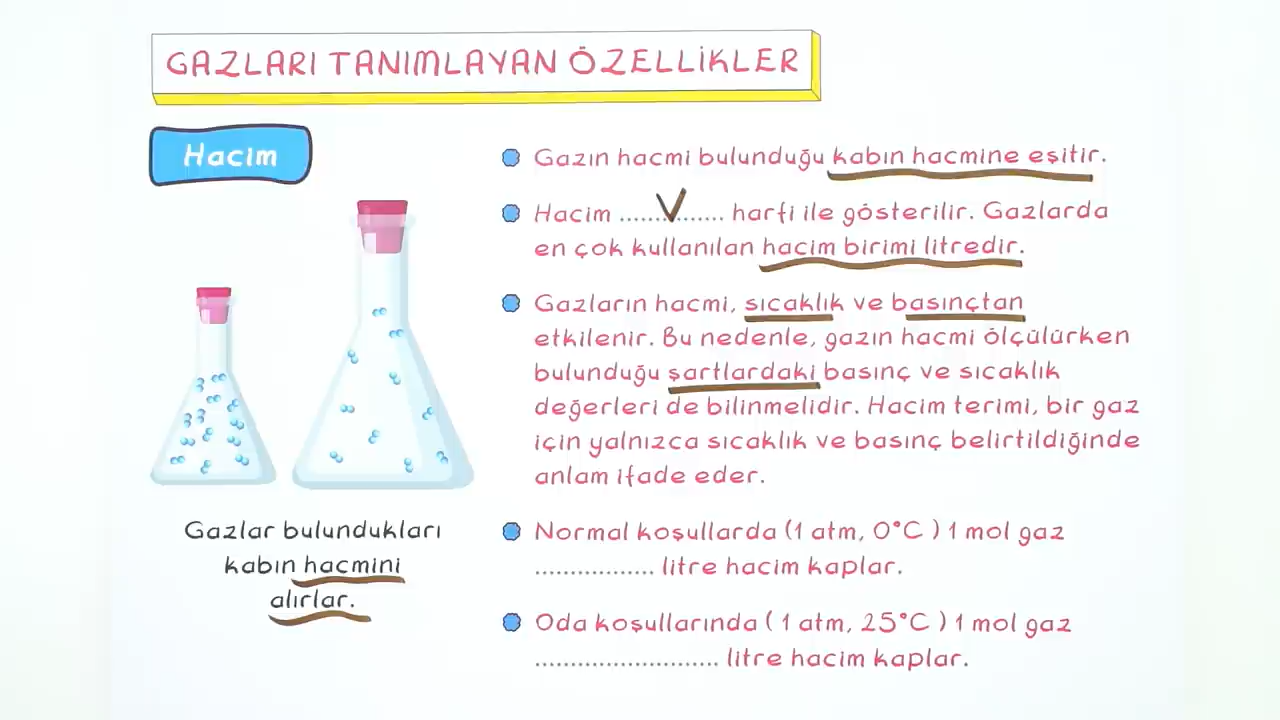 GAZLARI TANIMLAYAN ÖZELLİKLER
Hacim
Gazın hacmi bulunduğu kabın hacmine eşitir.
Hacim .......V....... harfi ile gösterilir. Gazlarda
en çok kullanılan hacim birimi litredir.
Gazların hacmi, sıcaklık ve basınçtan
etkilenir. Bu nedenle, gazın hacmi ölçülürken
bulunduğu şartlardaki basınç ve sıcaklık
değerleri de bilinmelidir. Hacim terimi, bir gaz
için yalnızca sıcaklık ve basınç belirtildiğinde
anlam ifade eder.
Normal koşullarda (1 atm, 0°C ) 1 mol gaz
................. litre hacim kaplar.
Oda koşullarında ( 1 atm, 25°C ) 1 mol gaz
.......................... litre hacim kaplar.
Gazlar bulundukları
kabın hacmini
alırlar.